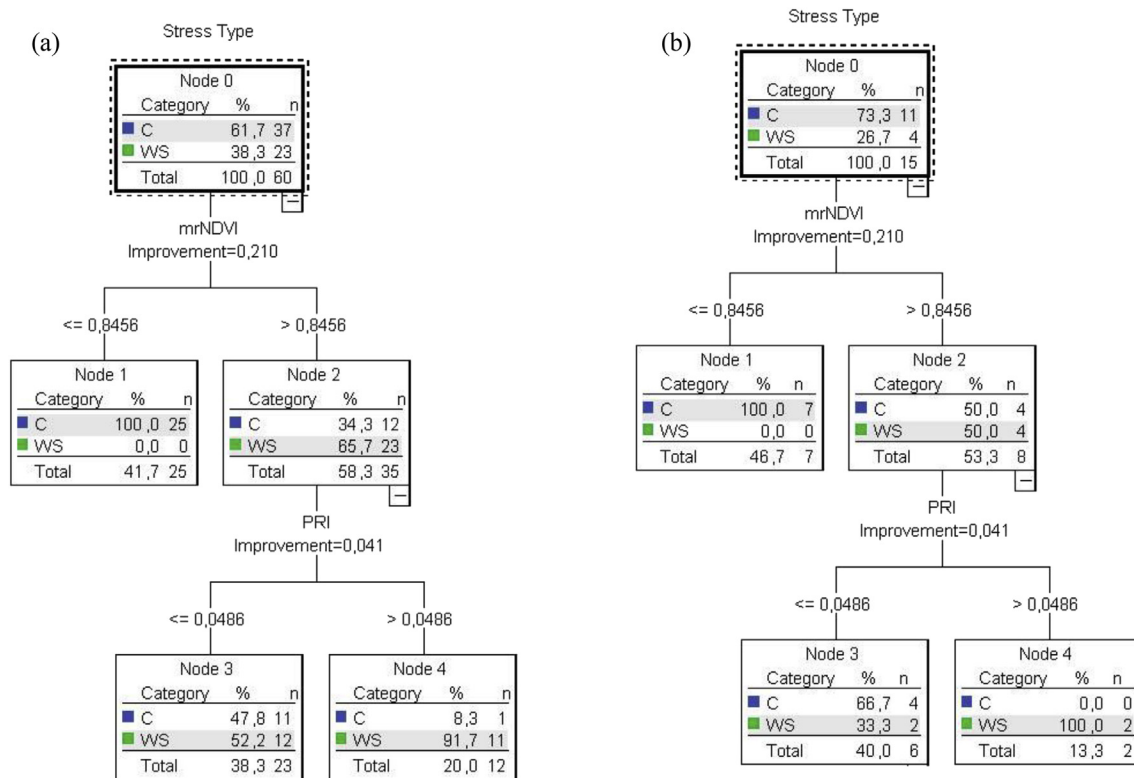 (a)
Stress Type
Node 0
Category % n
C 61,7 37
WS 38,3 23
Total 100,0 60
mrNDVI
Improvement=0,210
<= 0,8456 > 0,8456
Node 1
Category % n
C 100,0 25
WS 0,0 0
Total 41,7 25
Node 2
Category % n
C 34,3 12
WS 65,7 23
Total 58,3 35
PRI
Improvement=0,041
<= 0,0486 > 0,0486
Node 3
Category % n
C 47,8 11
WS 52,2 12
Total 38,3 23
Node 4
Category % n
C 8,3 1
WS 91,7 11
Total 20,0 12
(b)
Stress Type
Node 0
Category % n
C 73,3 11
WS 26,7 4
Total 100,0 15
mrNDVI
Improvement=0,210
<= 0,8456 > 0,8456
Node 1
Category % n
C 100,0 7
WS 0,0 0
Total 46,7 7
Node 2
Category % n
C 50,0 4
WS 50,0 4
Total 53,3 8
PRI
Improvement=0,041
<= 0,0486 > 0,0486
Node 3
Category % n
C 66,7 4
WS 33,3 2
Total 40,0 6
Node 4
Category % n
C 0,0 0
WS 100,0 2
Total 13,3 2